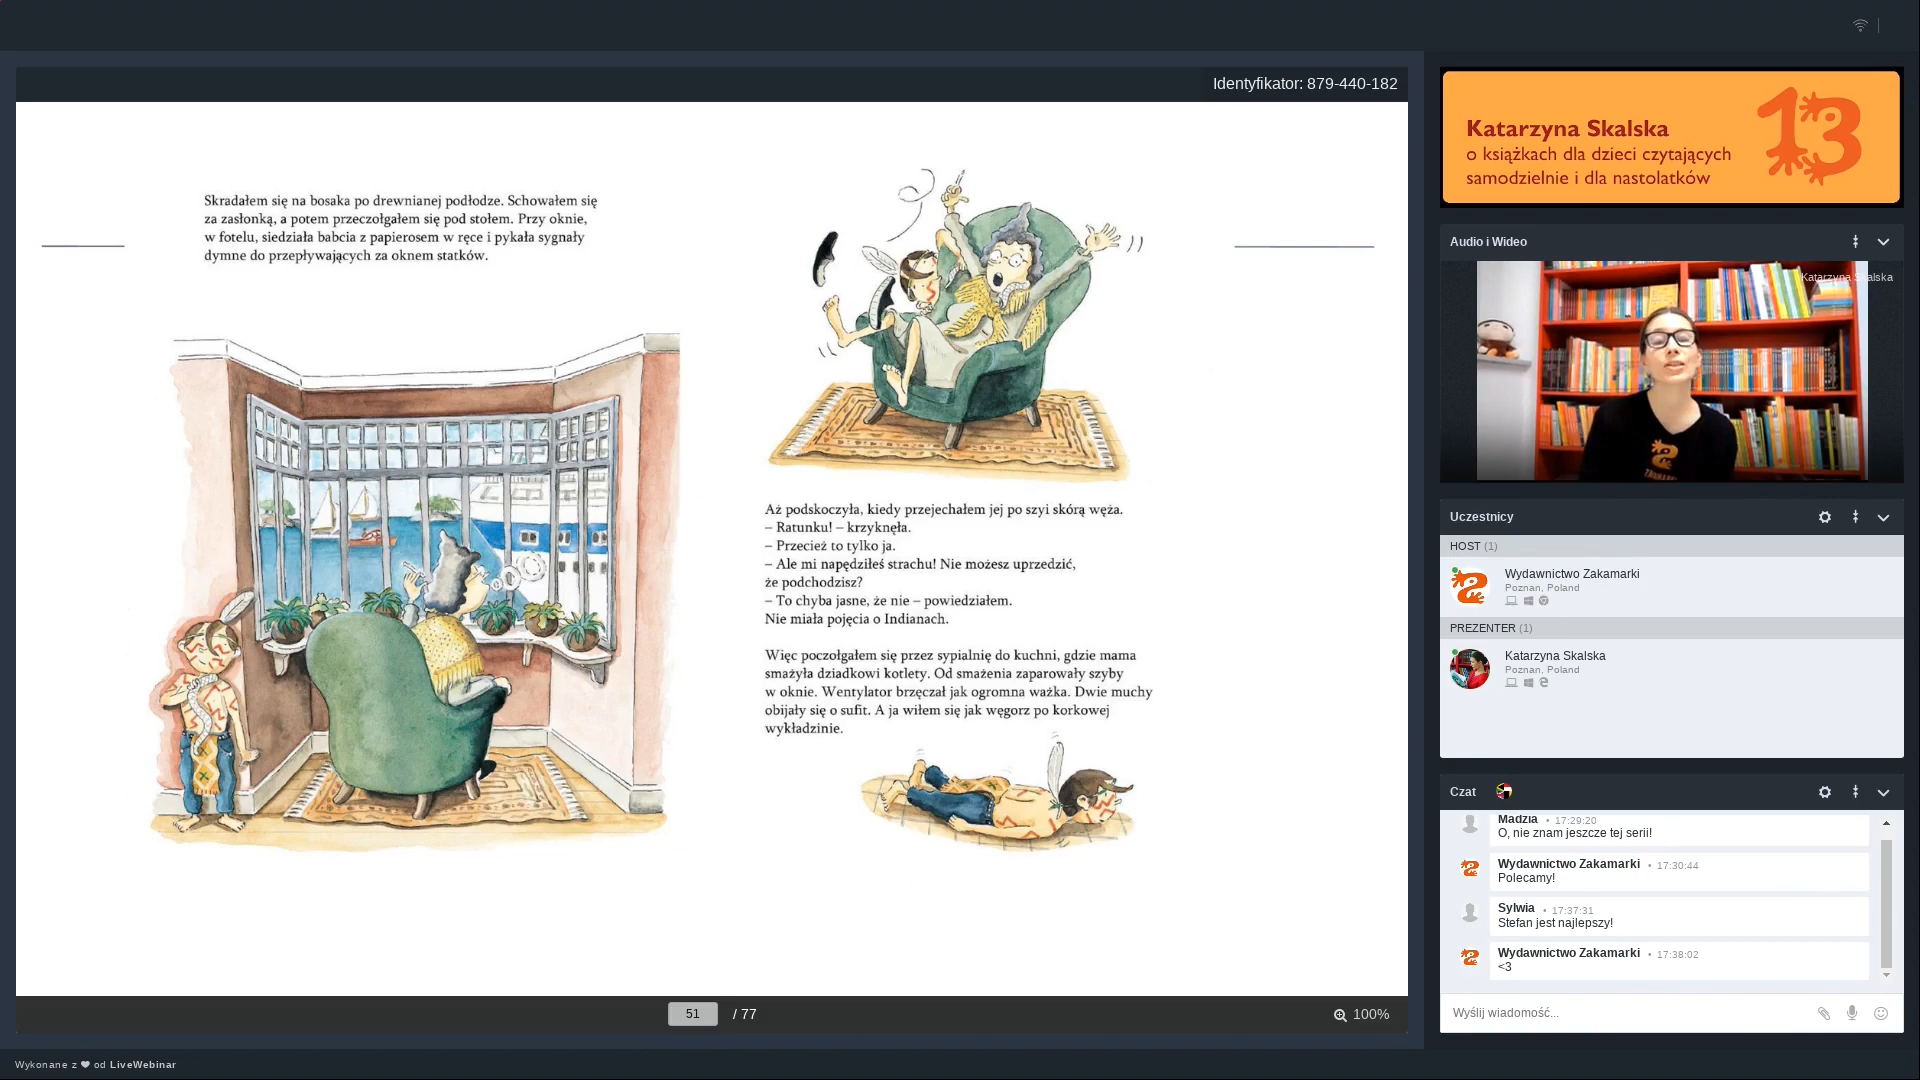 Identyfikator: 879-440-182
Skradałem się na bosaka po drewnianej podłodze. Schowałem się
za zasłonką, a potem przeczołgałem się pod stołem. Przy oknie,
w fotelu, siedziała babcia z papierosem w ręce i pykała sygnały
dymne do przepływających za oknem statków.
Aż podskoczyła, kiedy przejechałem jej po szyi skórą węża.
– Ratunku! – krzyknęła.
– Przecież to tylko ja.
– Ale mi napędziłeś strachu! Nie możesz uprzedzić,
że podchodzisz?
– To chyba jasne, że nie – powiedziałem.
Nie miała pojęcia o Indianach.
Więc poczołgałem się przez sypialnię do kuchni, gdzie mama
smażyła dziadkowi kotlety. Od smażenia zaparowały szyby
w oknie. Wentylator brzęczał jak ogromna ważka. Dwie muchy
obijały się o sufit. A ja wiłem się jak węgorz po korkowej
wykładzinie.
51 / 77
100%
Wykonane z od LiveWebinar
Katarzyna Skalska
o książkach dla dzieci czytających
samodzielnie i dla nastolatków
13
Audio i Wideo
Katarzyna Skalska
Uczestnicy
HOST (1)
Wydawnictwo Zakamarki
Poznan, Poland
PREZENTER (1)
Katarzyna Skalska
Poznan, Poland
Czat
Madzia • 17:29:20
O, nie znam jeszcze tej serii!
Wydawnictwo Zakamarki • 17:30:44
Polecamy!
Sylwia • 17:37:31
Stefan jest najlepszy!
Wydawnictwo Zakamarki • 17:38:02
<3
Wyślij wiadomość...